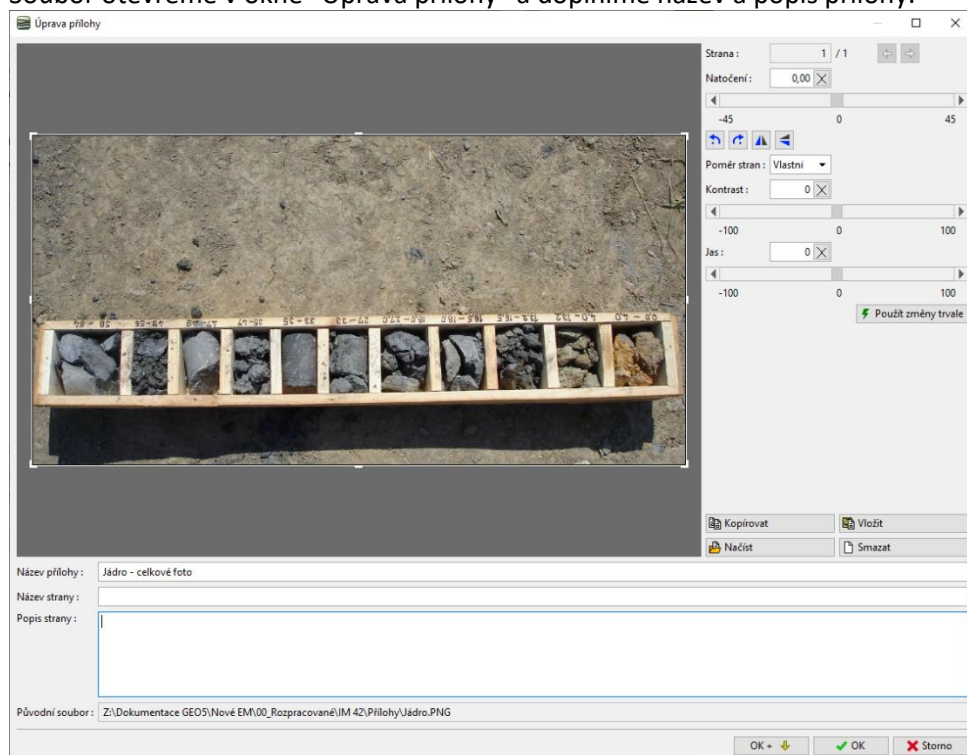 Soubor otevřeme v okně "Úprava přílohy" a doplníme název a popis přílohy.
Úprava přílohy
Strana : 1 / 1
Natočení : 0,00
-45 0 45
Poměr stran : Vlastní
Kontrast : 0
-100 0 100
Jas : 0
-100 0 100
Použít změny trvale
Kopírovat Vložit
Načíst Smazat
Název přílohy : Jádro - celkové foto
Název strany :
Popis strany :
Původní soubor : Z:\Dokumentace GEO5\Nové EM\00_Rozpracované\IM 42\Přílohy\Jádro.PNG
OK + OK Storno